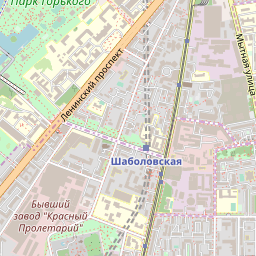 Парк Горького
Ленинский проспект
Мытная улица
Шаболовская
Бывший
завод "Красный
Пролетарий"